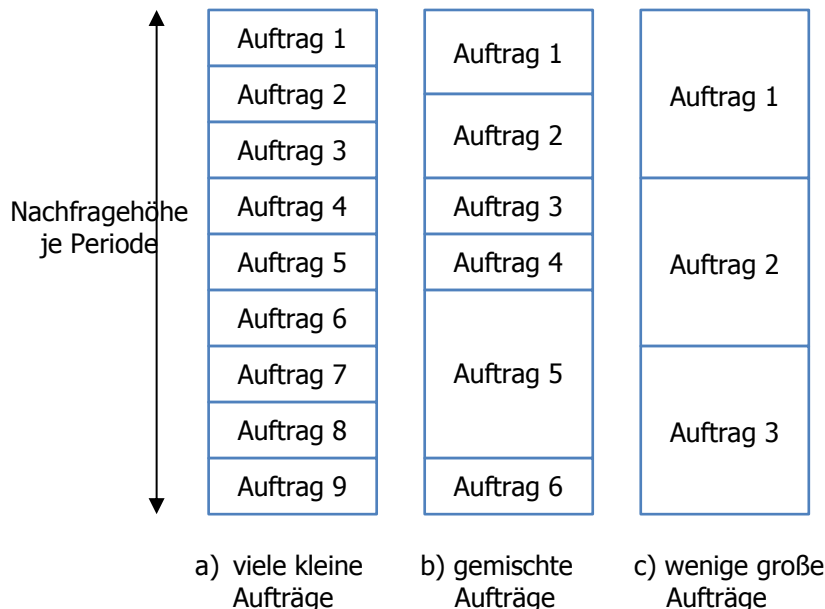 Nachfragehöhe
je Periode
Auftrag 1
Auftrag 2
Auftrag 3
Auftrag 4
Auftrag 5
Auftrag 6
Auftrag 7
Auftrag 8
Auftrag 9
a) viele kleine
Aufträge
Auftrag 1
Auftrag 2
Auftrag 3
Auftrag 4
Auftrag 5
Auftrag 6
b) gemischte
Aufträge
Auftrag 1
Auftrag 2
Auftrag 3
c) wenige große
Aufträge